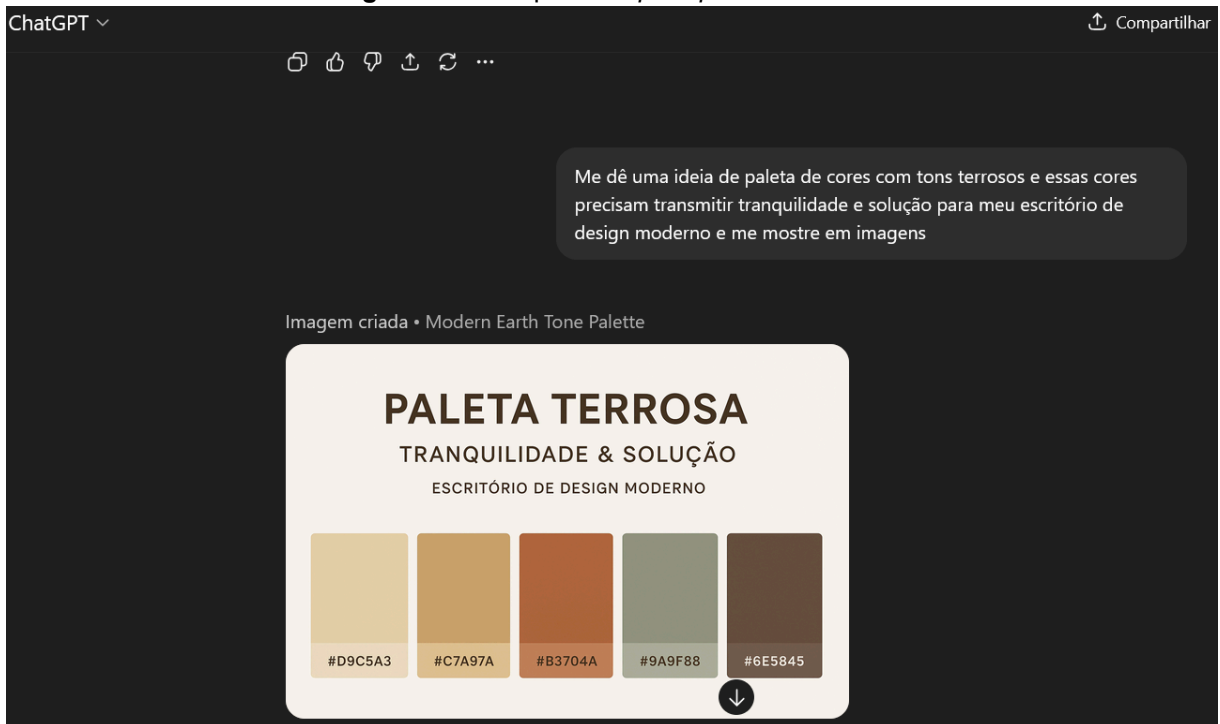 ChatGPT
Compartilhar
Me dê uma ideia de paleta de cores com tons terrosos e essas cores
precisam transmitir tranquilidade e solução para meu escritório de
design moderno e me mostre em imagens
Imagem criada • Modern Earth Tone Palette
PALETA TERROSA
TRANQUILIDADE & SOLUÇÃO
ESCRITÓRIO DE DESIGN MODERNO
#D9C5A3 #C7A97A #B3704A #9A9F88 #6E5845